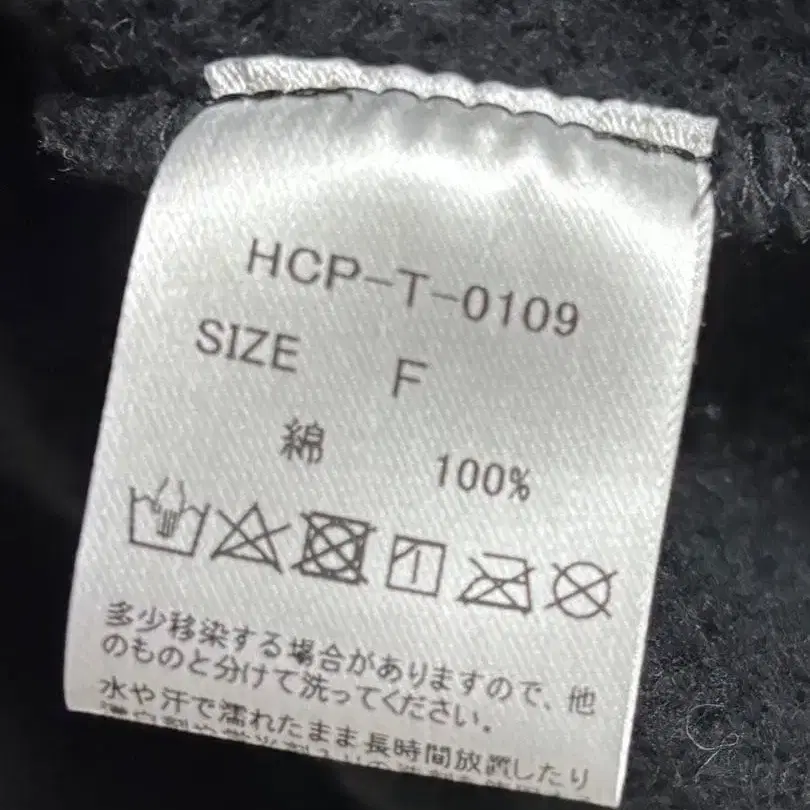 HCP-T-0109
SIZE F
綿 100%
多少移染する場合がありますので、他
のものと分けて洗ってください。
水や汗で濡れたまま長時間放置したり